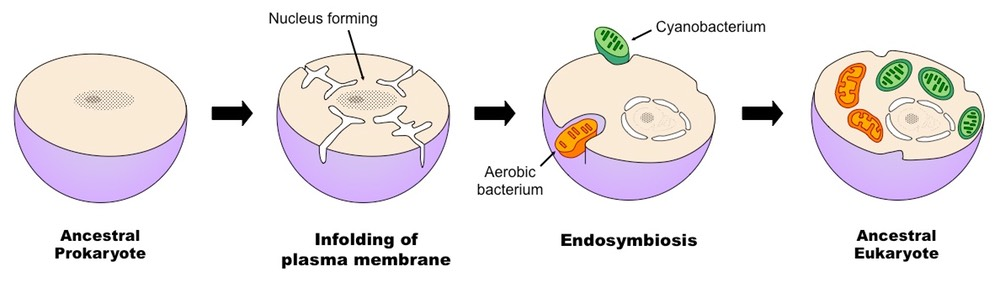 Nucleus forming
Cyanobacterium
Aerobic
bacterium
Ancestral
Prokaryote
Infolding of
plasma membrane
Endosymbiosis
Ancestral
Eukaryote